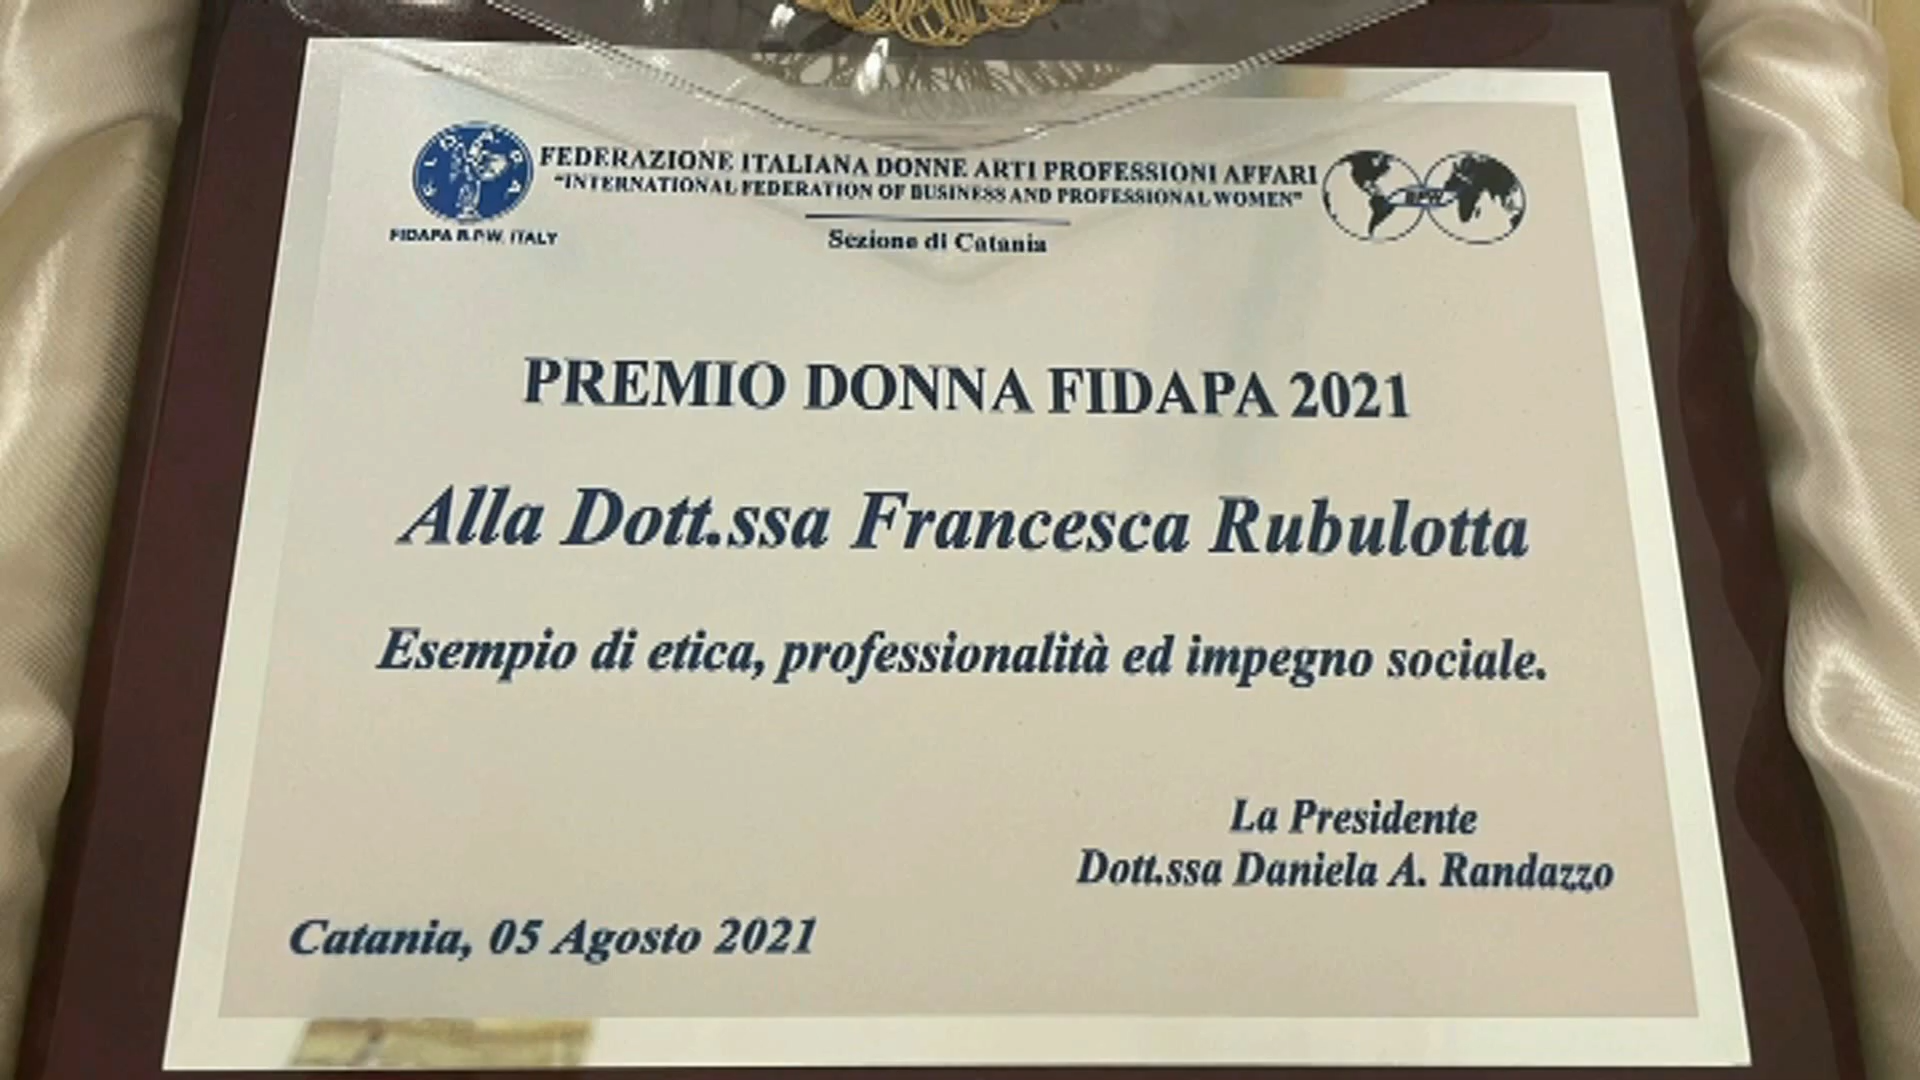 FEDERAZIONE ITALIANA DONNE ARTI PROFESSIONI AFFARI
"INTERNATIONAL FEDERATION OF BUSINESS AND PROFESSIONAL WOMEN"
FIDAPA B.P.W. ITALY
BPW
Sezione di Catania
PREMIO DONNA FIDAPA 2021
Alla Dott.ssa Francesca Rubulotta
Esempio di etica, professionalità ed impegno sociale.
La Presidente
Dott.ssa Daniela A. Randazzo
Catania, 05 Agosto 2021